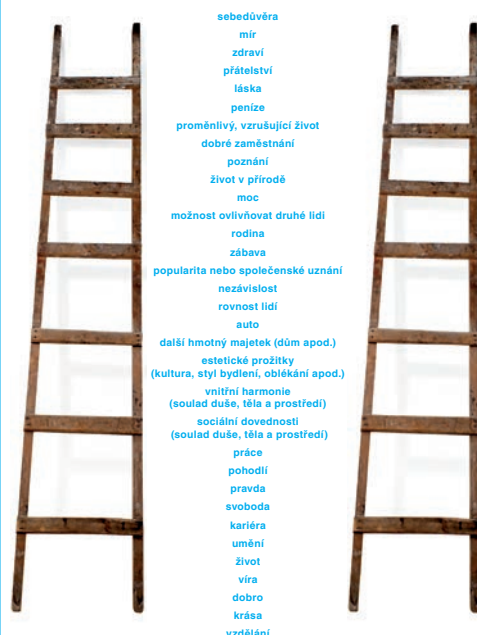 sebedůvěra
mír
zdraví
přátelství
láska
peníze
proměnlivý, vzrušující život
dobré zaměstnání
poznání
život v přírodě
moc
možnost ovlivňovat druhé lidi
rodina
zábava
popularita nebo společenské uznání
nezávislost
rovnost lidí
auto
další hmotný majetek (dům apod.)
estetické prožitky
(kultura, styl bydlení, oblékání apod.)
vnitřní harmonie
(soulad duše, těla a prostředí)
sociální dovednosti
(soulad duše, těla a prostředí)
práce
pohodlí
pravda
svoboda
kariéra
umění
život
víra
dobro
krása
vzdělání